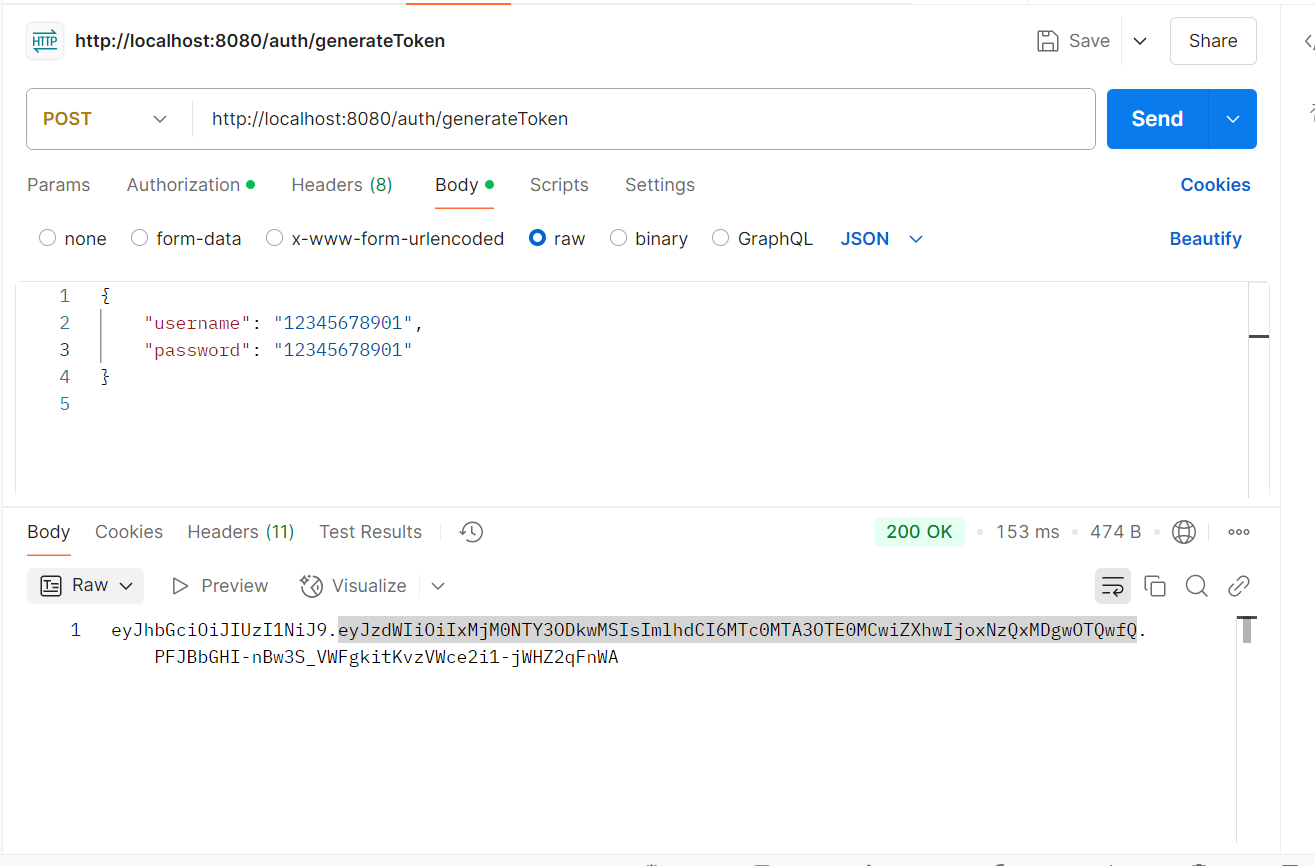 HTTP http://localhost:8080/auth/generateToken Save Share
POST http://localhost:8080/auth/generateToken Send
Params Authorization Headers (8) Body Scripts Settings Cookies
none form-data x-www-form-urlencoded raw binary GraphQL JSON Beautify
1 {
2 "username": "12345678901",
3 "password": "12345678901"
4 }
5
Body Cookies Headers (11) Test Results 200 OK 153 ms 474 B
Raw Preview Visualize
1 eyJhbGciOiJIUzI1NiJ9.eyJzdWIiOiIxMjM0NTY3ODkwMSIsImlhdCI6MTc0MTA3OTE0MCwiZXhwIjoxNzQxMDgwOTQwfQ.
PFJBbGHI-nBw3S_VWFgkitKvzVWce2i1-jWHZ2qFnWA